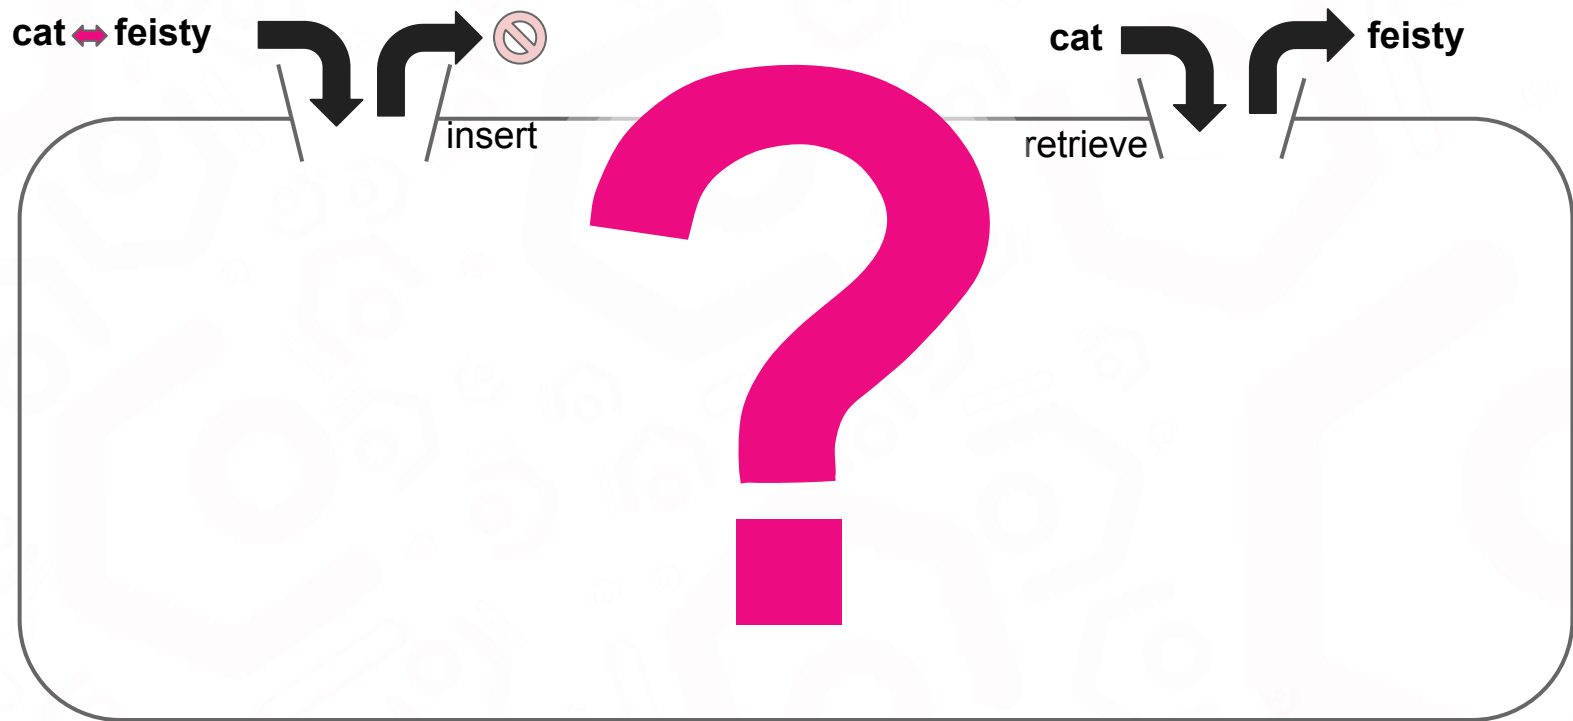 cat feisty
insert
cat feisty
retrieve
?